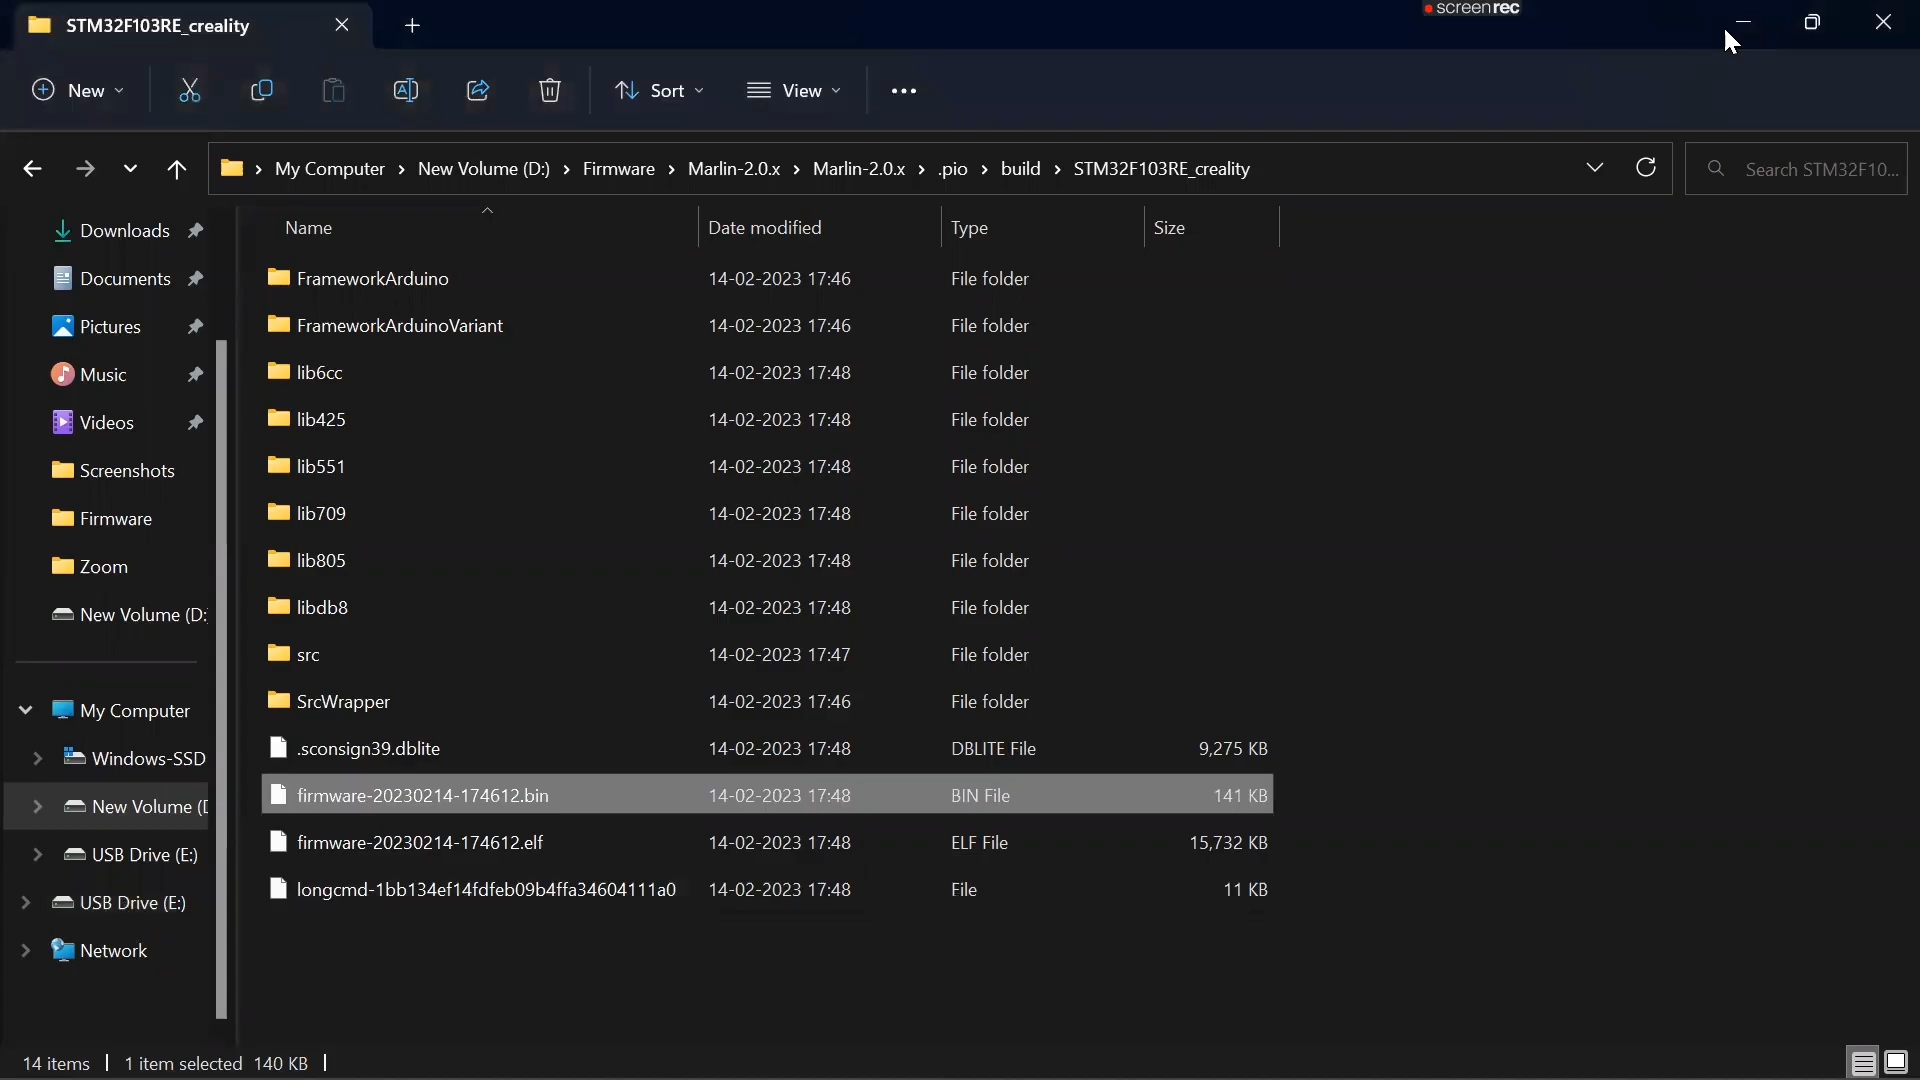 STM32F103RE_creality
screenrec
New
Sort
View
My Computer > New Volume (D:) > Firmware > Marlin-2.0.x > Marlin-2.0.x > .pio > build > STM32F103RE_creality
Search STM32F10...
Name Date modified Type Size
Downloads
Documents
Pictures
Music
Videos
Screenshots
Firmware
Zoom
New Volume (D:
My Computer
Windows-SSD
New Volume (D
USB Drive (E:)
USB Drive (E:)
Network
FrameworkArduino 14-02-2023 17:46 File folder
FrameworkArduinoVariant 14-02-2023 17:46 File folder
lib6cc 14-02-2023 17:48 File folder
lib425 14-02-2023 17:48 File folder
lib551 14-02-2023 17:48 File folder
lib709 14-02-2023 17:48 File folder
lib805 14-02-2023 17:48 File folder
libdb8 14-02-2023 17:48 File folder
src 14-02-2023 17:47 File folder
SrcWrapper 14-02-2023 17:46 File folder
.sconsign39.dblite 14-02-2023 17:48 DBLITE File 9,275 KB
firmware-20230214-174612.bin 14-02-2023 17:48 BIN File 141 KB
firmware-20230214-174612.elf 14-02-2023 17:48 ELF File 15,732 KB
longcmd-1bb134ef14fdfeb09b4ffa34604111a0 14-02-2023 17:48 File 11 KB
14 items 1 item selected 140 KB